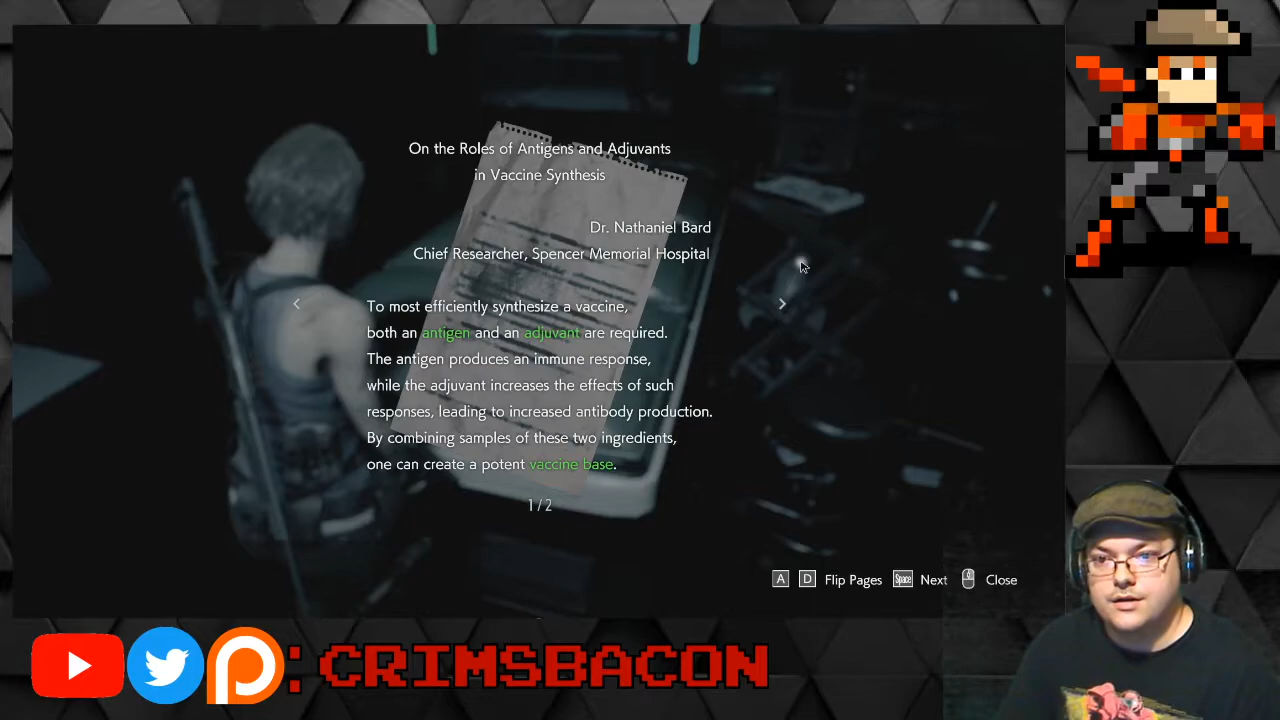 On the Roles of Antigens and Adjuvants
in Vaccine Synthesis
Dr. Nathaniel Bard
Chief Researcher, Spencer Memorial Hospital
To most efficiently synthesize a vaccine,
both an antigen and an adjuvant are required.
The antigen produces an immune response,
while the adjuvant increases the effects of such
responses, leading to increased antibody production.
By combining samples of these two ingredients,
one can create a potent vaccine base.
1 / 2
A D Flip Pages Space Next Close
:CRIMSBACON